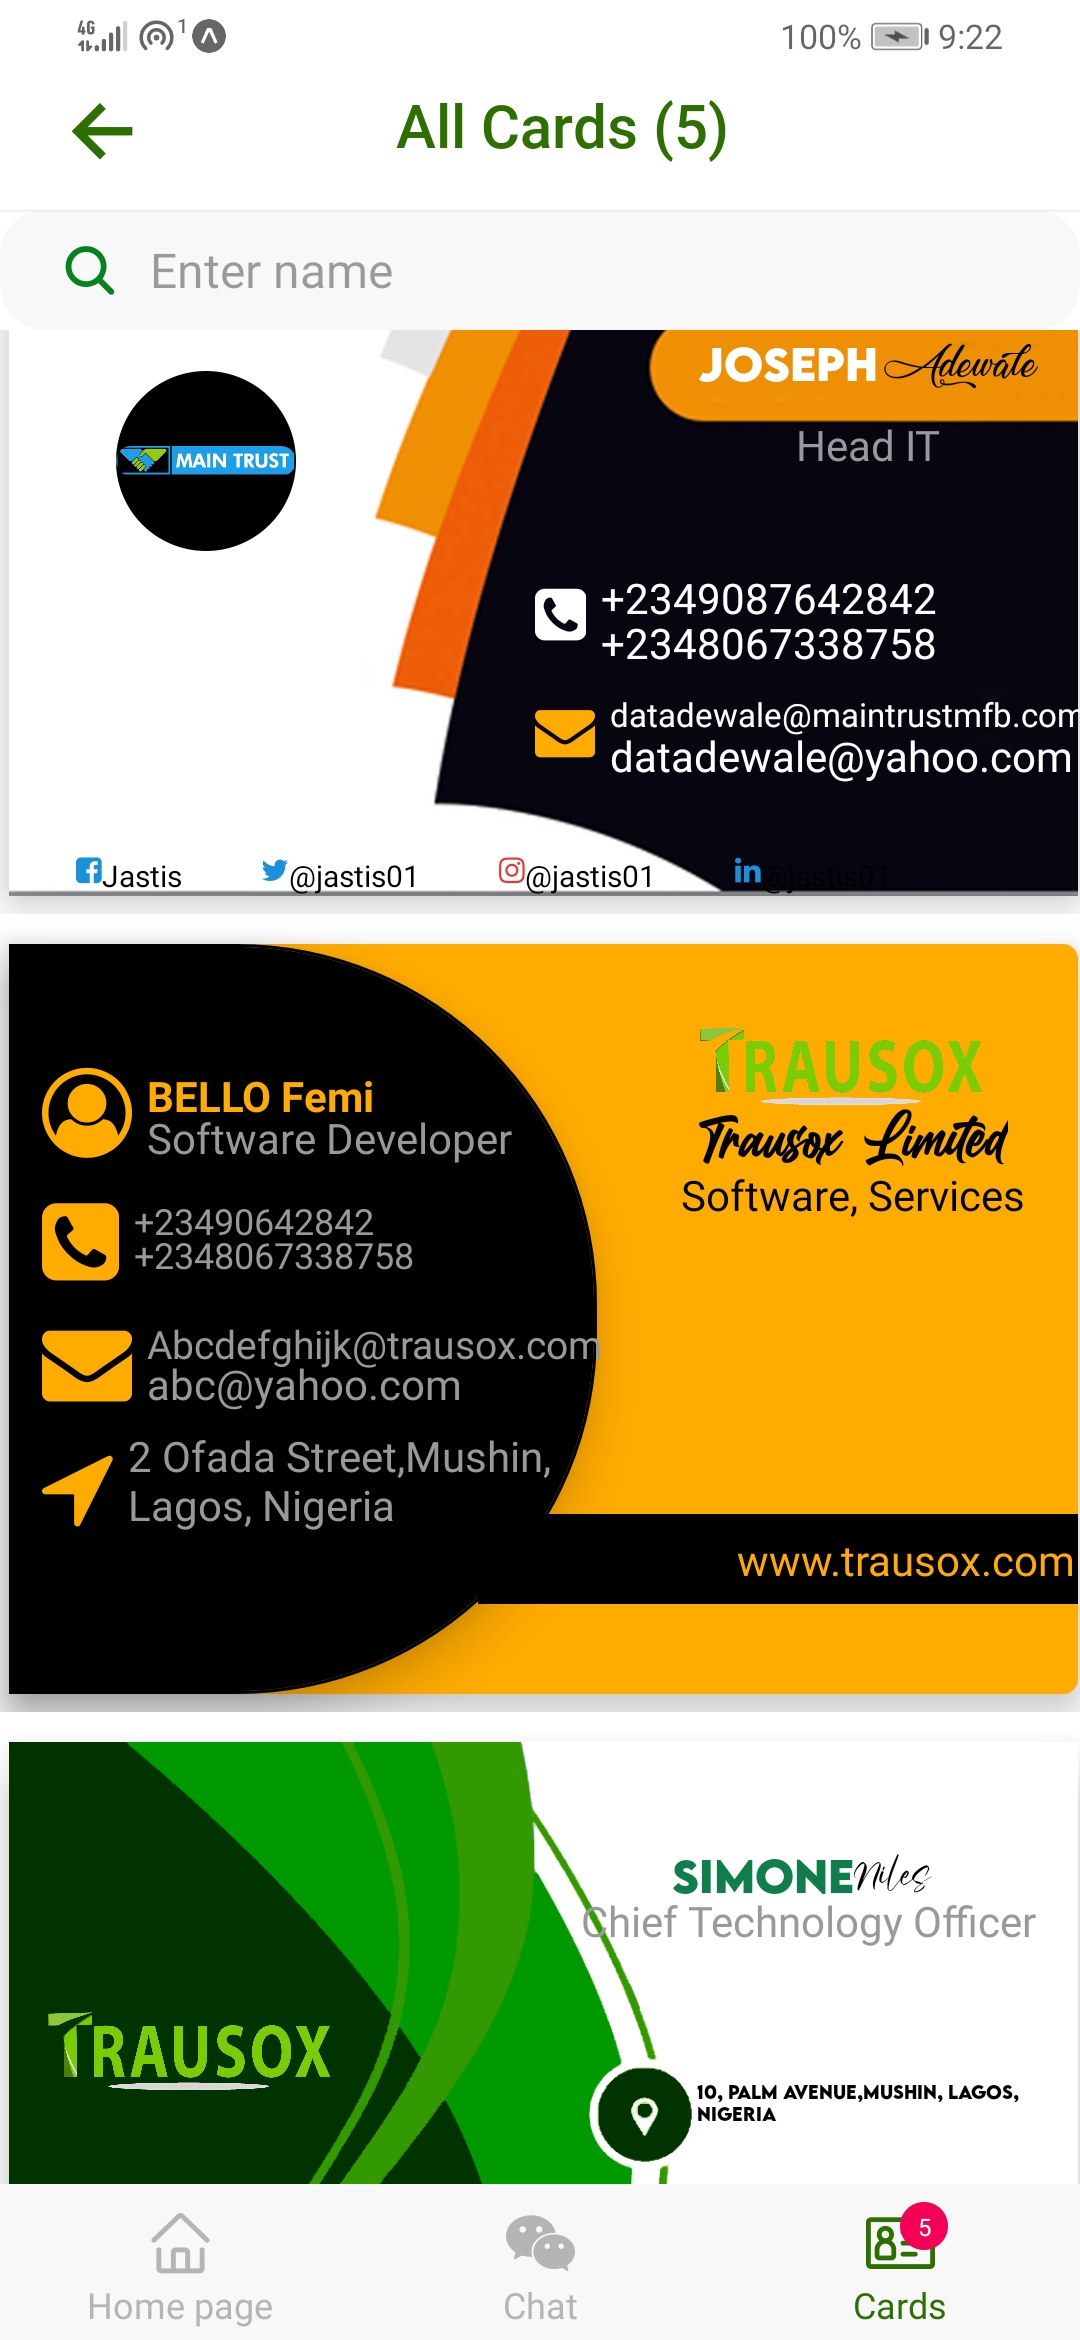 4G 1 100% 9:22
All Cards (5)
Enter name
JOSEPH Adewale
Head IT
MAIN TRUST
+2349087642842
+2348067338758
datadewale@maintrustmfb.com
datadewale@yahoo.com
Jastis @jastis01 @jastis01 in @jastis01
TRAUSOX
BELLO Femi
Trausox Limited
Software Developer
Software, Services
+23490642842
+2348067338758
Abcdefghijk@trausox.com
abc@yahoo.com
2 Ofada Street,Mushin,
Lagos, Nigeria
www.trausox.com
SIMONE Niles
Chief Technology Officer
TRAUSOX
10, PALM AVENUE,MUSHIN, LAGOS,
NIGERIA
5
Home page Chat Cards